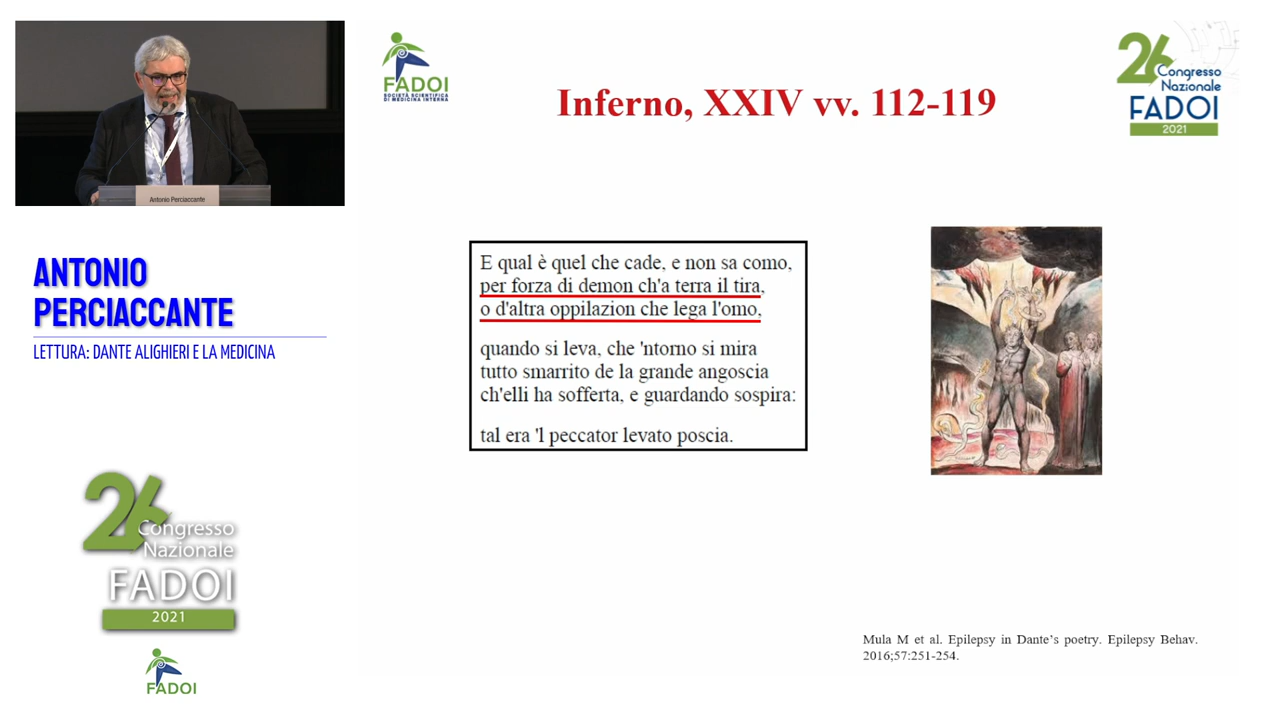 Antonio Perciaccante
ANTONIO
PERCIACCANTE
LETTURA: DANTE ALIGHIERI E LA MEDICINA
26
Congresso
Nazionale
FADOI
2021
FADOI
FADOI
SOCIETÀ SCIENTIFICA
DI MEDICINA INTERNA
Inferno, XXIV vv. 112-119
26
Congresso
Nazionale
FADOI
2021
E qual è quel che cade, e non sa como,
per forza di demon ch'a terra il tira,
o d'altra oppilazion che lega l'omo,
quando si leva, che 'ntorno si mira
tutto smarrito de la grande angoscia
ch'elli ha sofferta, e guardando sospira:
tal era 'l peccator levato poscia.
Mula M et al. Epilepsy in Dante’s poetry. Epilepsy Behav.
2016;57:251-254.